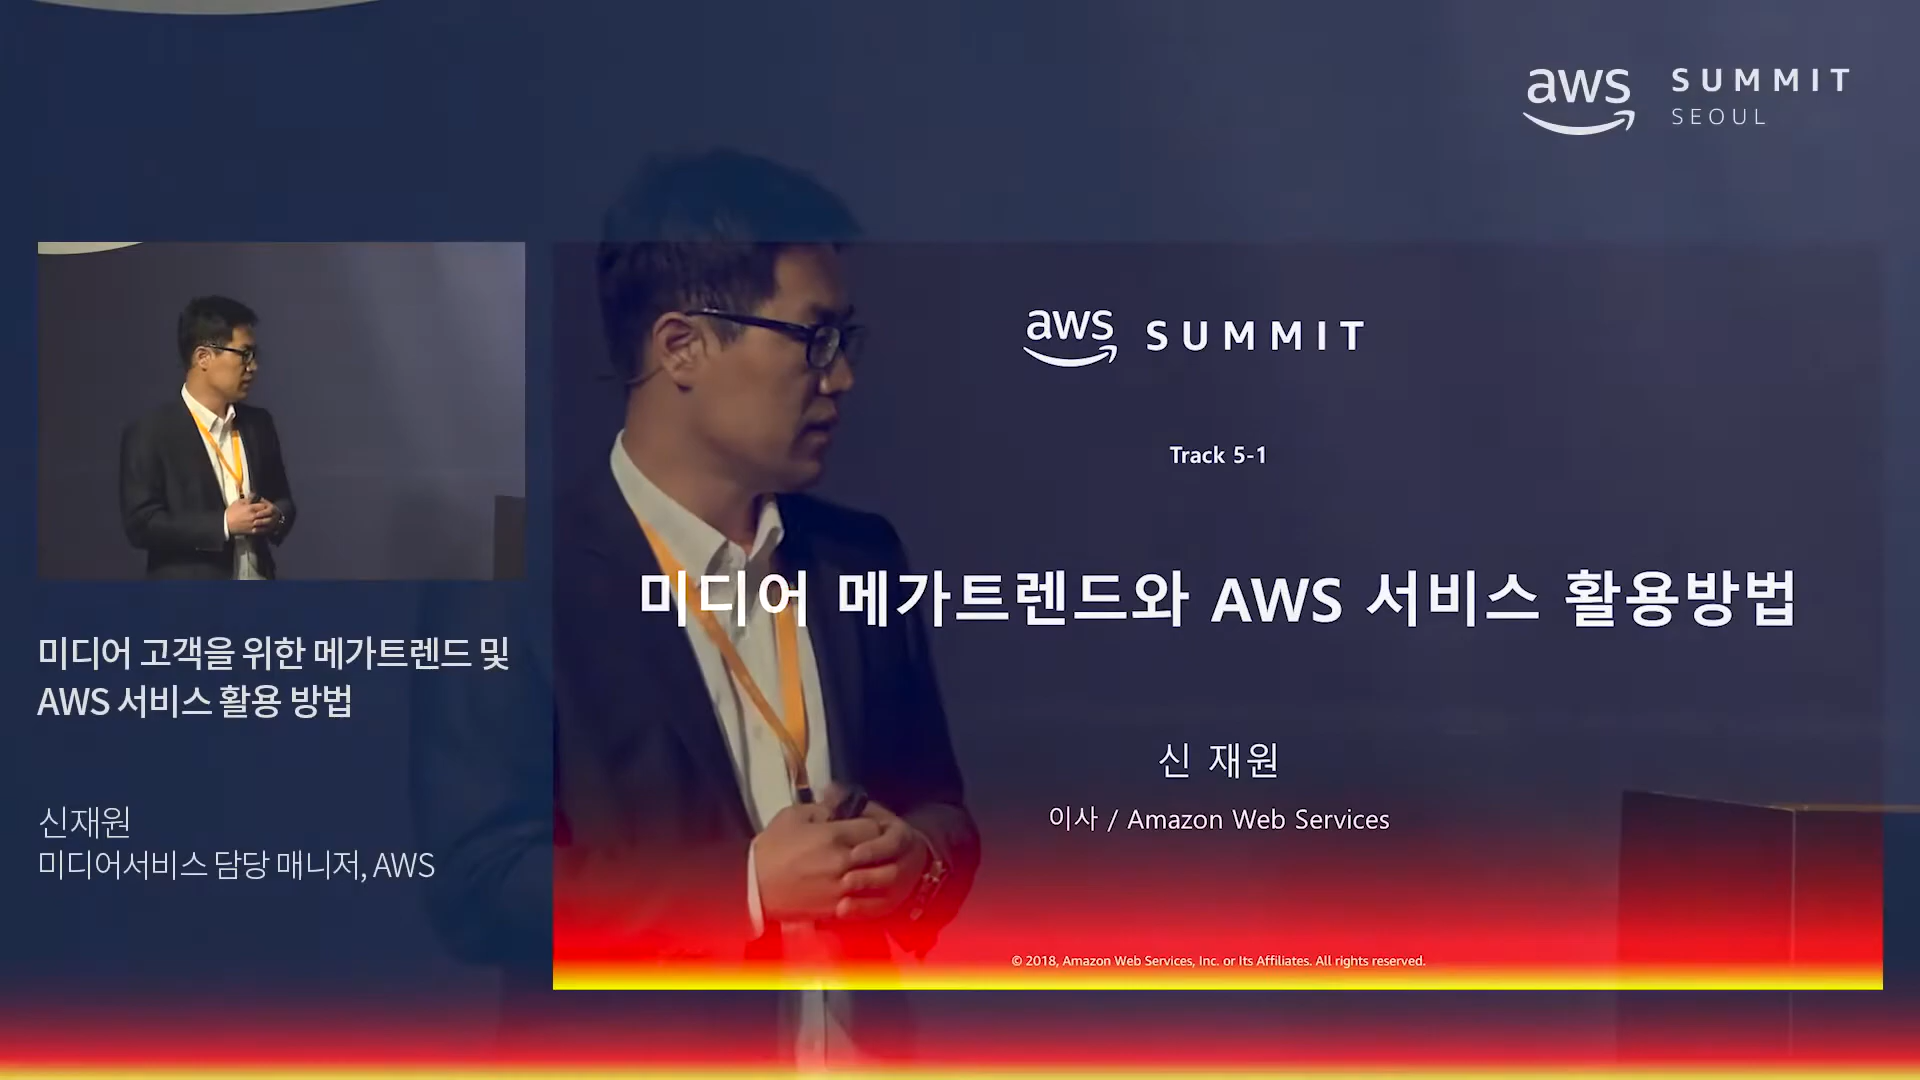 aws SUMMIT
SEOUL
aws SUMMIT
Track 5-1
미디어 메가트렌드와 AWS 서비스 활용방법
신 재원
이사 / Amazon Web Services
© 2018, Amazon Web Services, Inc. or Its Affiliates. All rights reserved.
미디어 고객을 위한 메가트렌드 및
AWS 서비스 활용 방법
신재원
미디어서비스 담당 매니저, AWS